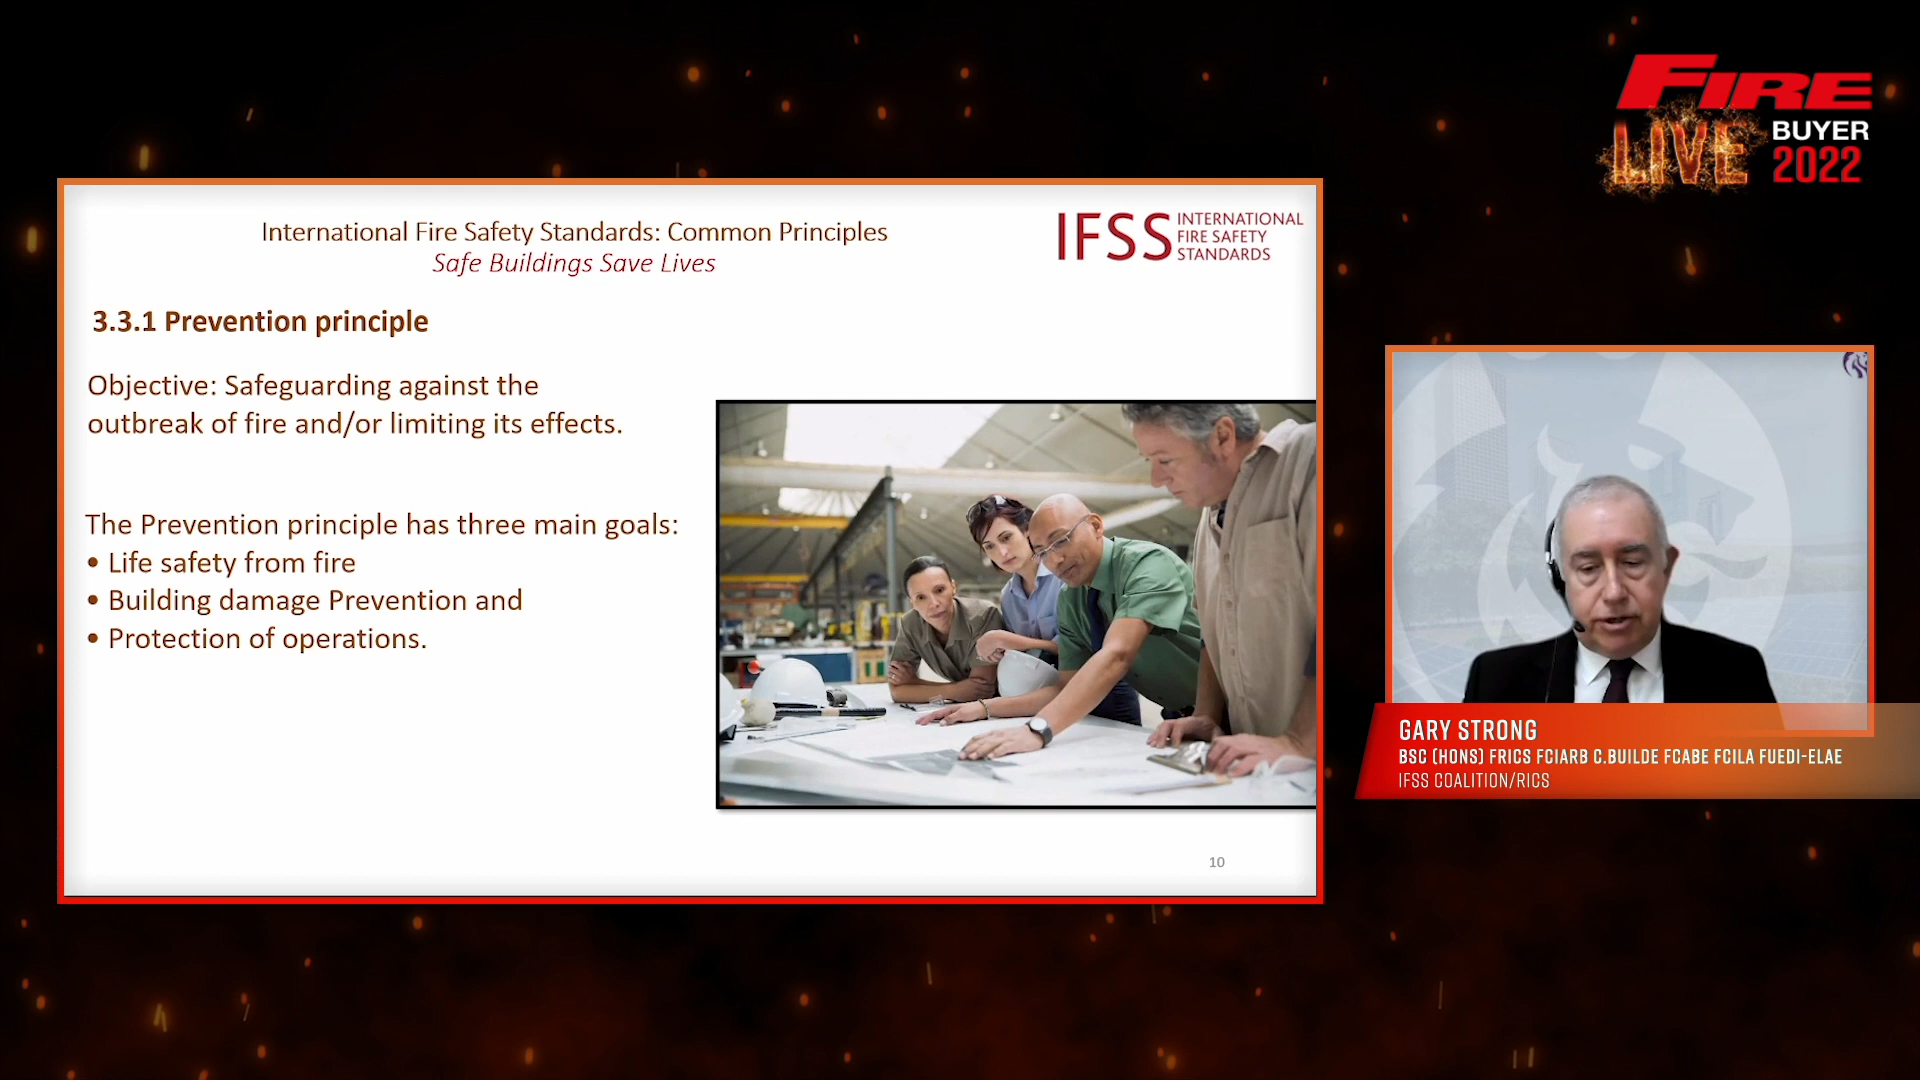 FIRE
LIVE
BUYER
2022
International Fire Safety Standards: Common Principles
Safe Buildings Save Lives
IFSS
INTERNATIONAL
FIRE SAFETY
STANDARDS
3.3.1 Prevention principle
Objective: Safeguarding against the
outbreak of fire and/or limiting its effects.
The Prevention principle has three main goals:
• Life safety from fire
• Building damage Prevention and
• Protection of operations.
10
GARY STRONG
BSC (HONS) FRICS FCIARB C.BUILDE FCABE FCILA FUEDI-ELAE
IFSS COALITION/RICS